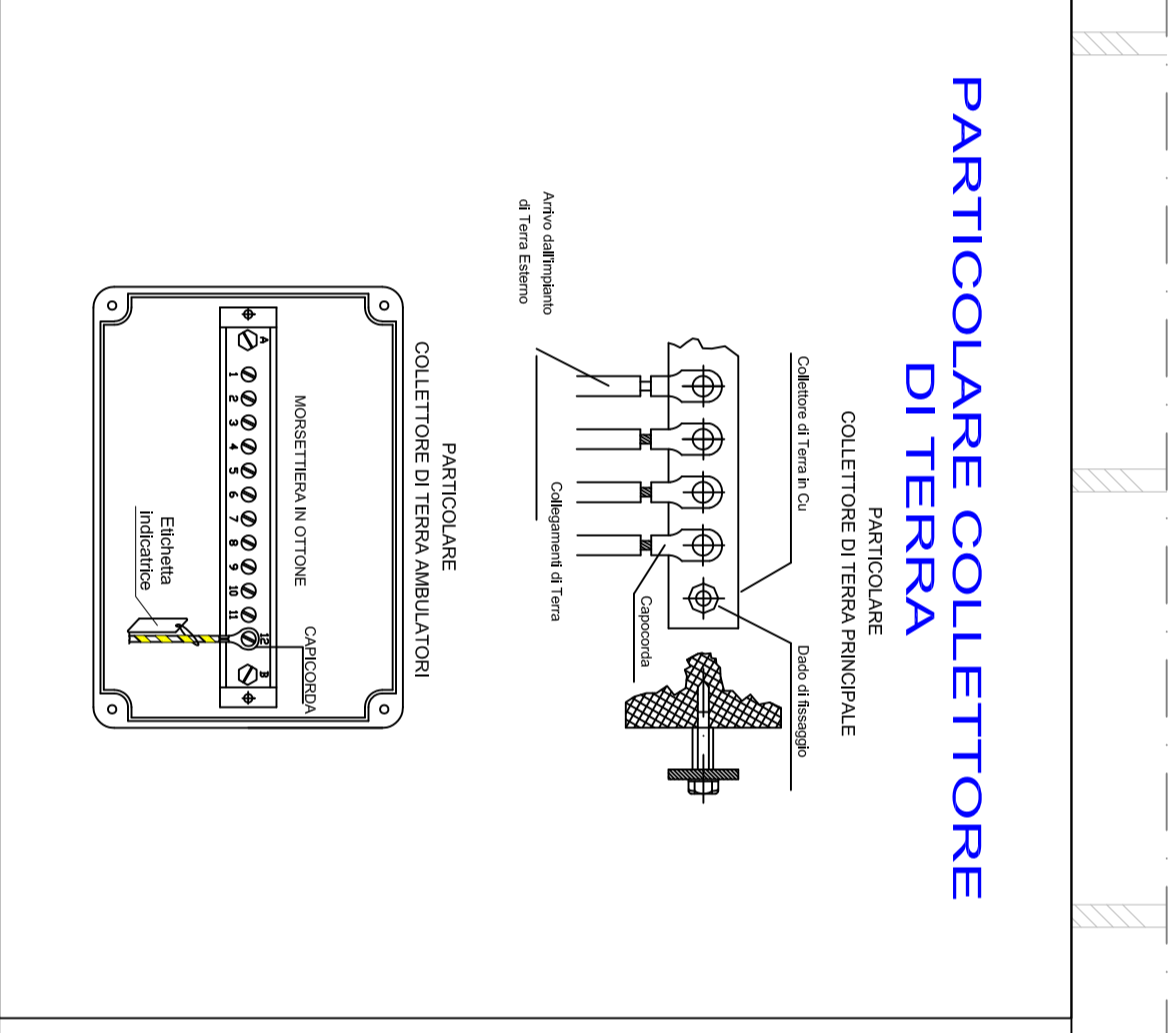 PARTICOLARE COLLETTORE
DI TERRA
PARTICOLARE
COLLETTORE DI TERRA PRINCIPALE
Collettore di Terra in Cu
Dado di fissaggio
Capocorda
Arrivo dall'impianto
di Terra Esterno
Collegamenti di Terra
PARTICOLARE
COLLETTORE DI TERRA AMBULATORI
MORSETTIERA IN OTTONE
CAPICORDA
A 1 2 3 4 5 6 7 8 9 10 11 12 B
Etichetta
indicatrice